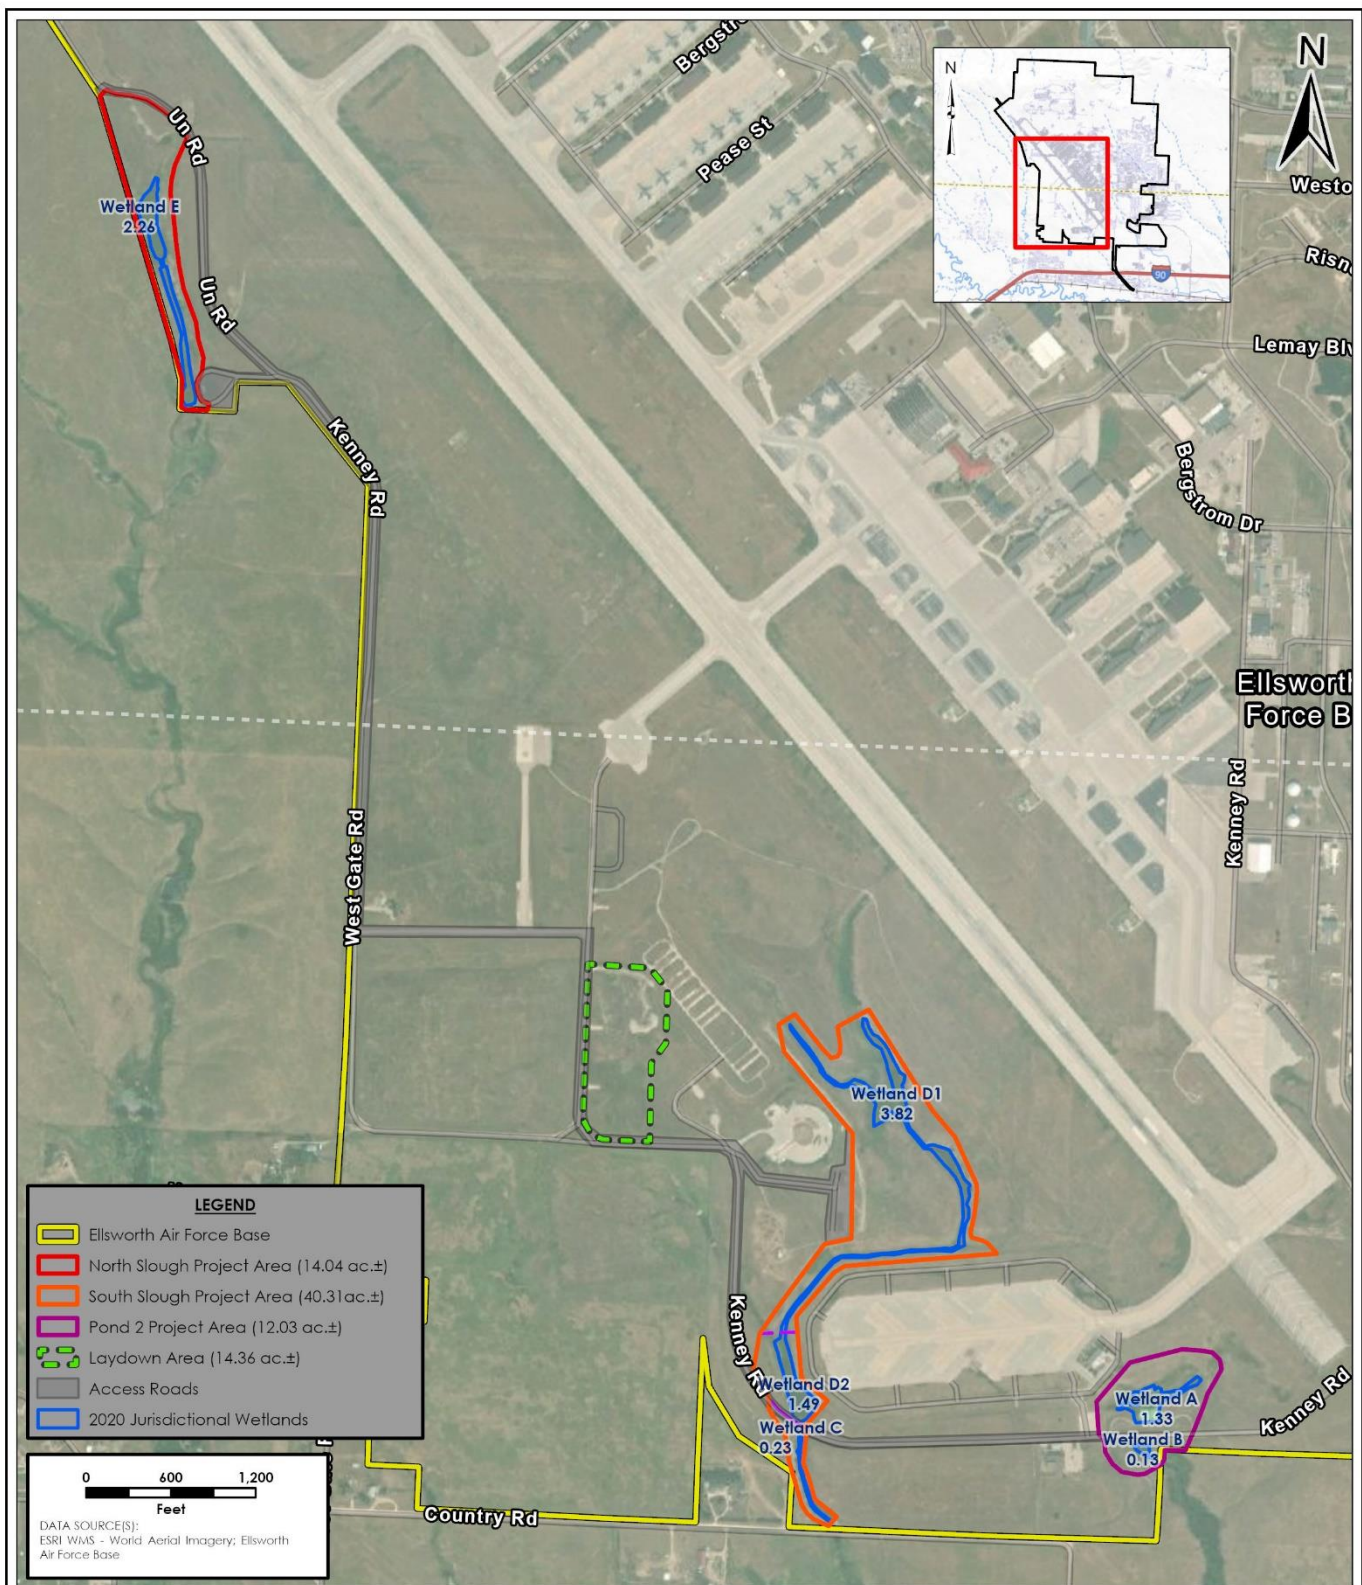 Bergstro
N
N
Un Rd
Pease St
Westo
Wetland E
2.26
Risn
90
Un Rd
Lemay Blv
Kenney Rd
Bergstrom Dr
Ellsworth
Force B
Kenney Rd
West Gate Rd
Wetland D1
3.82
LEGEND
Ellsworth Air Force Base
North Slough Project Area (14.04 ac.±)
South Slough Project Area (40.31ac.±)
Pond 2 Project Area (12.03 ac.±)
Laydown Area (14.36 ac.±)
Access Roads
2020 Jurisdictional Wetlands
Kenney Rd
Wetland D2
1.49
Wetland C
0.23
Wetland A
1.33
Wetland B
0.13
Kenney Rd
Country Rd
0 600 1,200
Feet
DATA SOURCE(S):
ESRI WMS - World Aerial Imagery; Ellsworth
Air Force Base